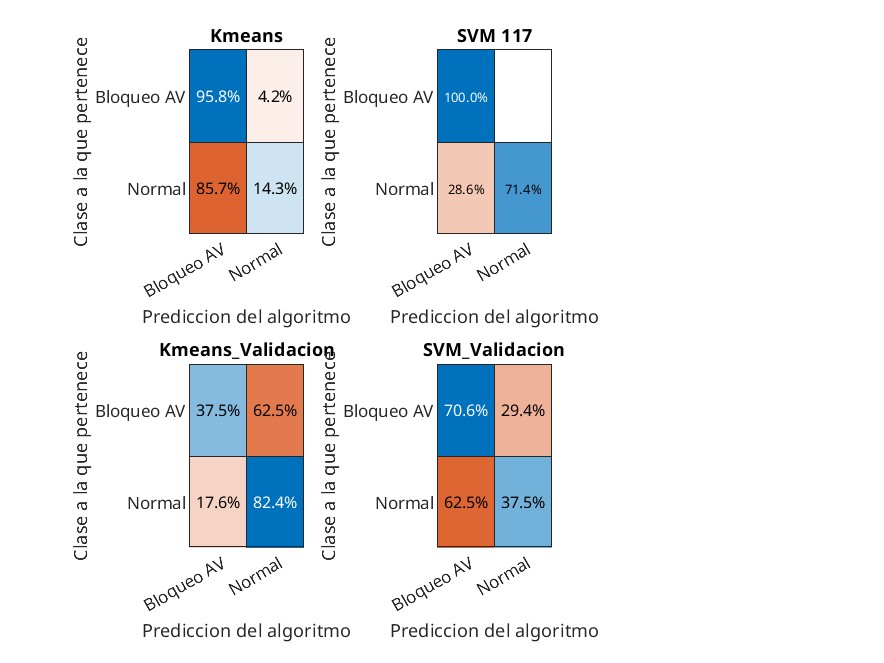 Kmeans
Clase a la que pertenece
Bloqueo AV
95.8%
4.2%
Normal
85.7%
14.3%
Bloqueo AV
Normal
Prediccion del algoritmo
SVM 117
Clase a la que pertenece
Bloqueo AV
100.0%
Normal
28.6%
71.4%
Bloqueo AV
Normal
Prediccion del algoritmo
Kmeans_Validacion
Clase a la que pertenece
Bloqueo AV
37.5%
62.5%
Normal
17.6%
82.4%
Bloqueo AV
Normal
Prediccion del algoritmo
SVM_Validacion
Clase a la que pertenece
Bloqueo AV
70.6%
29.4%
Normal
62.5%
37.5%
Bloqueo AV
Normal
Prediccion del algoritmo